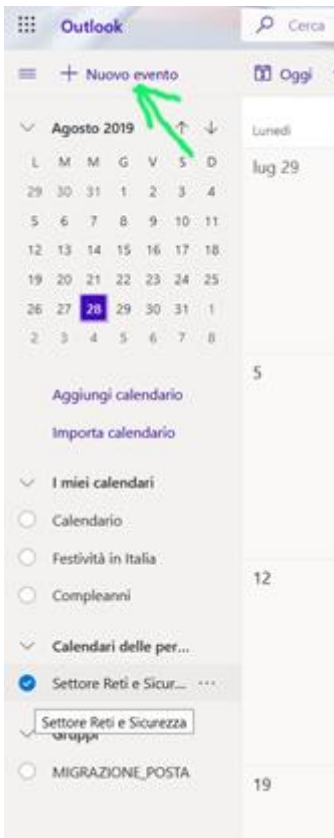 Outlook
Cerca
Nuovo evento
Oggi
Agosto 2019
Lunedì
L M M G V S D
lug 29
29 30 31 1 2 3 4
5 6 7 8 9 10 11
12 13 14 15 16 17 18
19 20 21 22 23 24 25
26 27 28 29 30 31 1
2 3 4 5 6 7 8
5
Aggiungi calendario
Importa calendario
I miei calendari
Calendario
Festività in Italia
12
Compleanni
Calendari delle per...
Settore Reti e Sicur... ...
Settore Reti e Sicurezza
Gruppi
MIGRAZIONE_POSTA
19